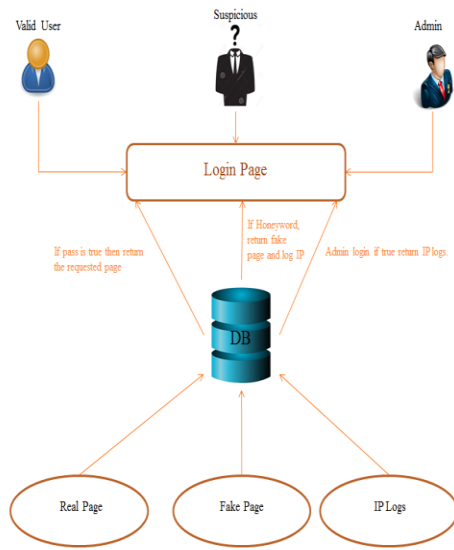 Valid User
Suspicious
Admin
?
Login Page
If pass is true then return
the requested page
If Honeyword,
return fake
page and log IP
Admin login if true return IP logs.
DB
Real Page
Fake Page
IP Logs